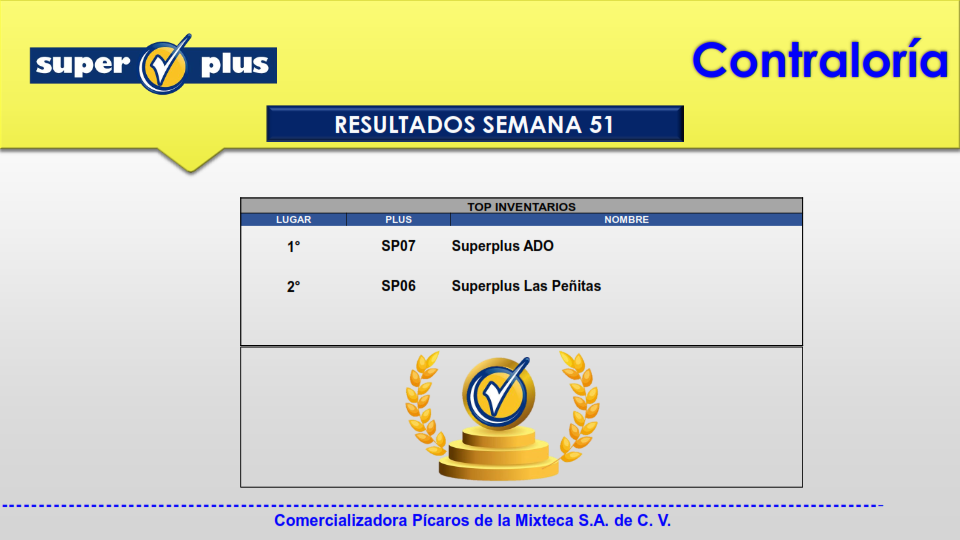 super plus
Contraloría
RESULTADOS SEMANA 51
TOP INVENTARIOS
LUGAR PLUS NOMBRE
1° SP07 Superplus ADO
2° SP06 Superplus Las Peñitas
Comercializadora Pícaros de la Mixteca S.A. de C. V.